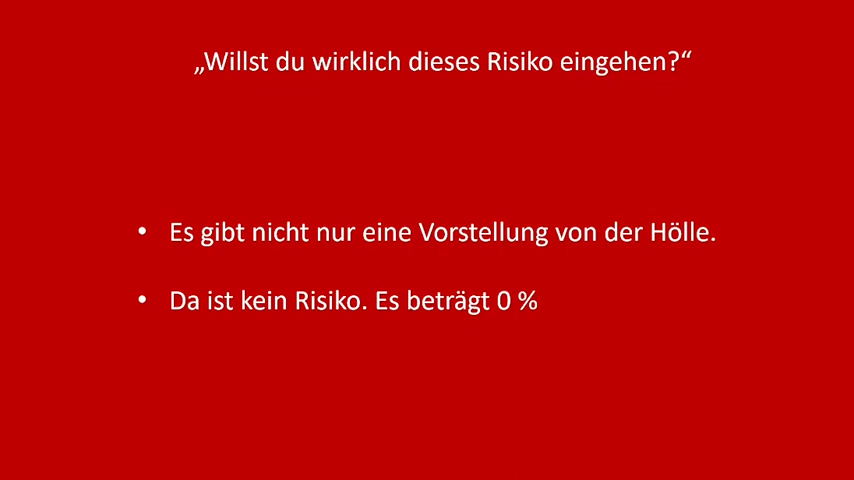 „Willst du wirklich dieses Risiko eingehen?“
• Es gibt nicht nur eine Vorstellung von der Hölle.
• Da ist kein Risiko. Es beträgt 0 %